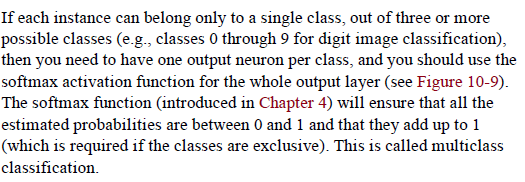 If each instance can belong only to a single class, out of three or more
possible classes (e.g., classes 0 through 9 for digit image classification),
then you need to have one output neuron per class, and you should use the
softmax activation function for the whole output layer (see Figure 10-9).
The softmax function (introduced in Chapter 4) will ensure that all the
estimated probabilities are between 0 and 1 and that they add up to 1
(which is required if the classes are exclusive). This is called multiclass
classification.